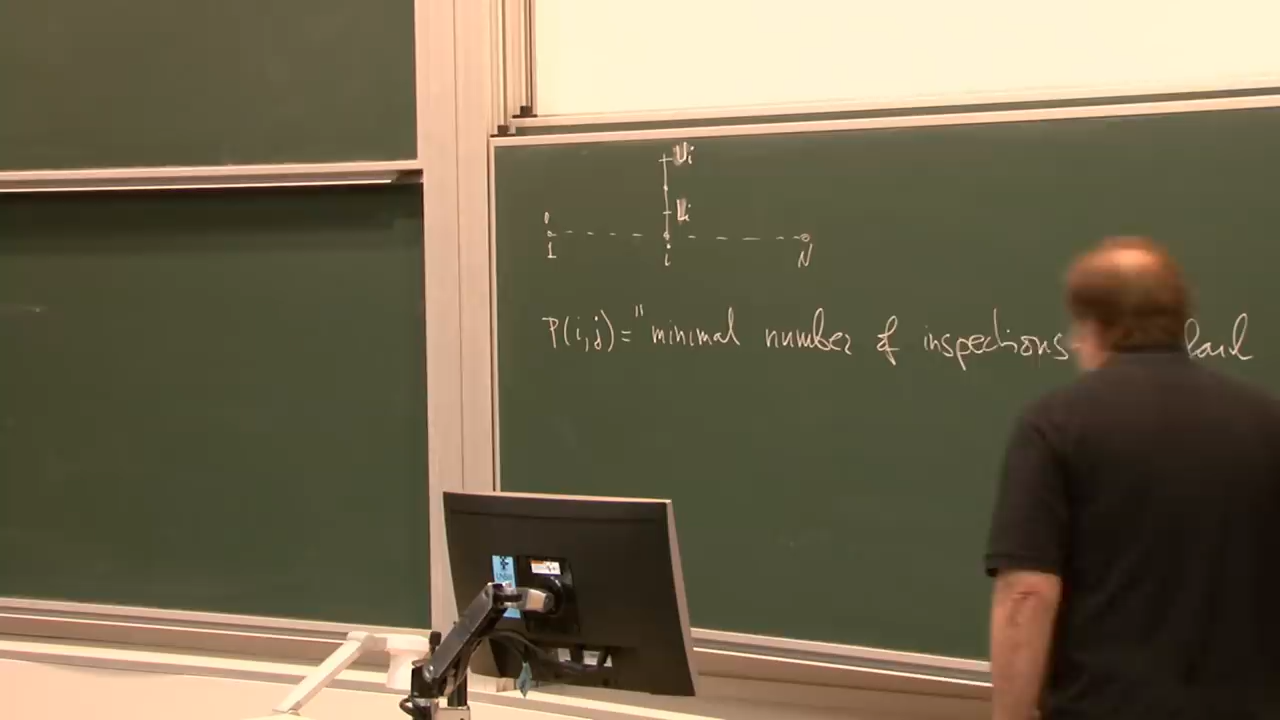 Ui
Li
1 i N
P(i,j) = "minimal number of inspections